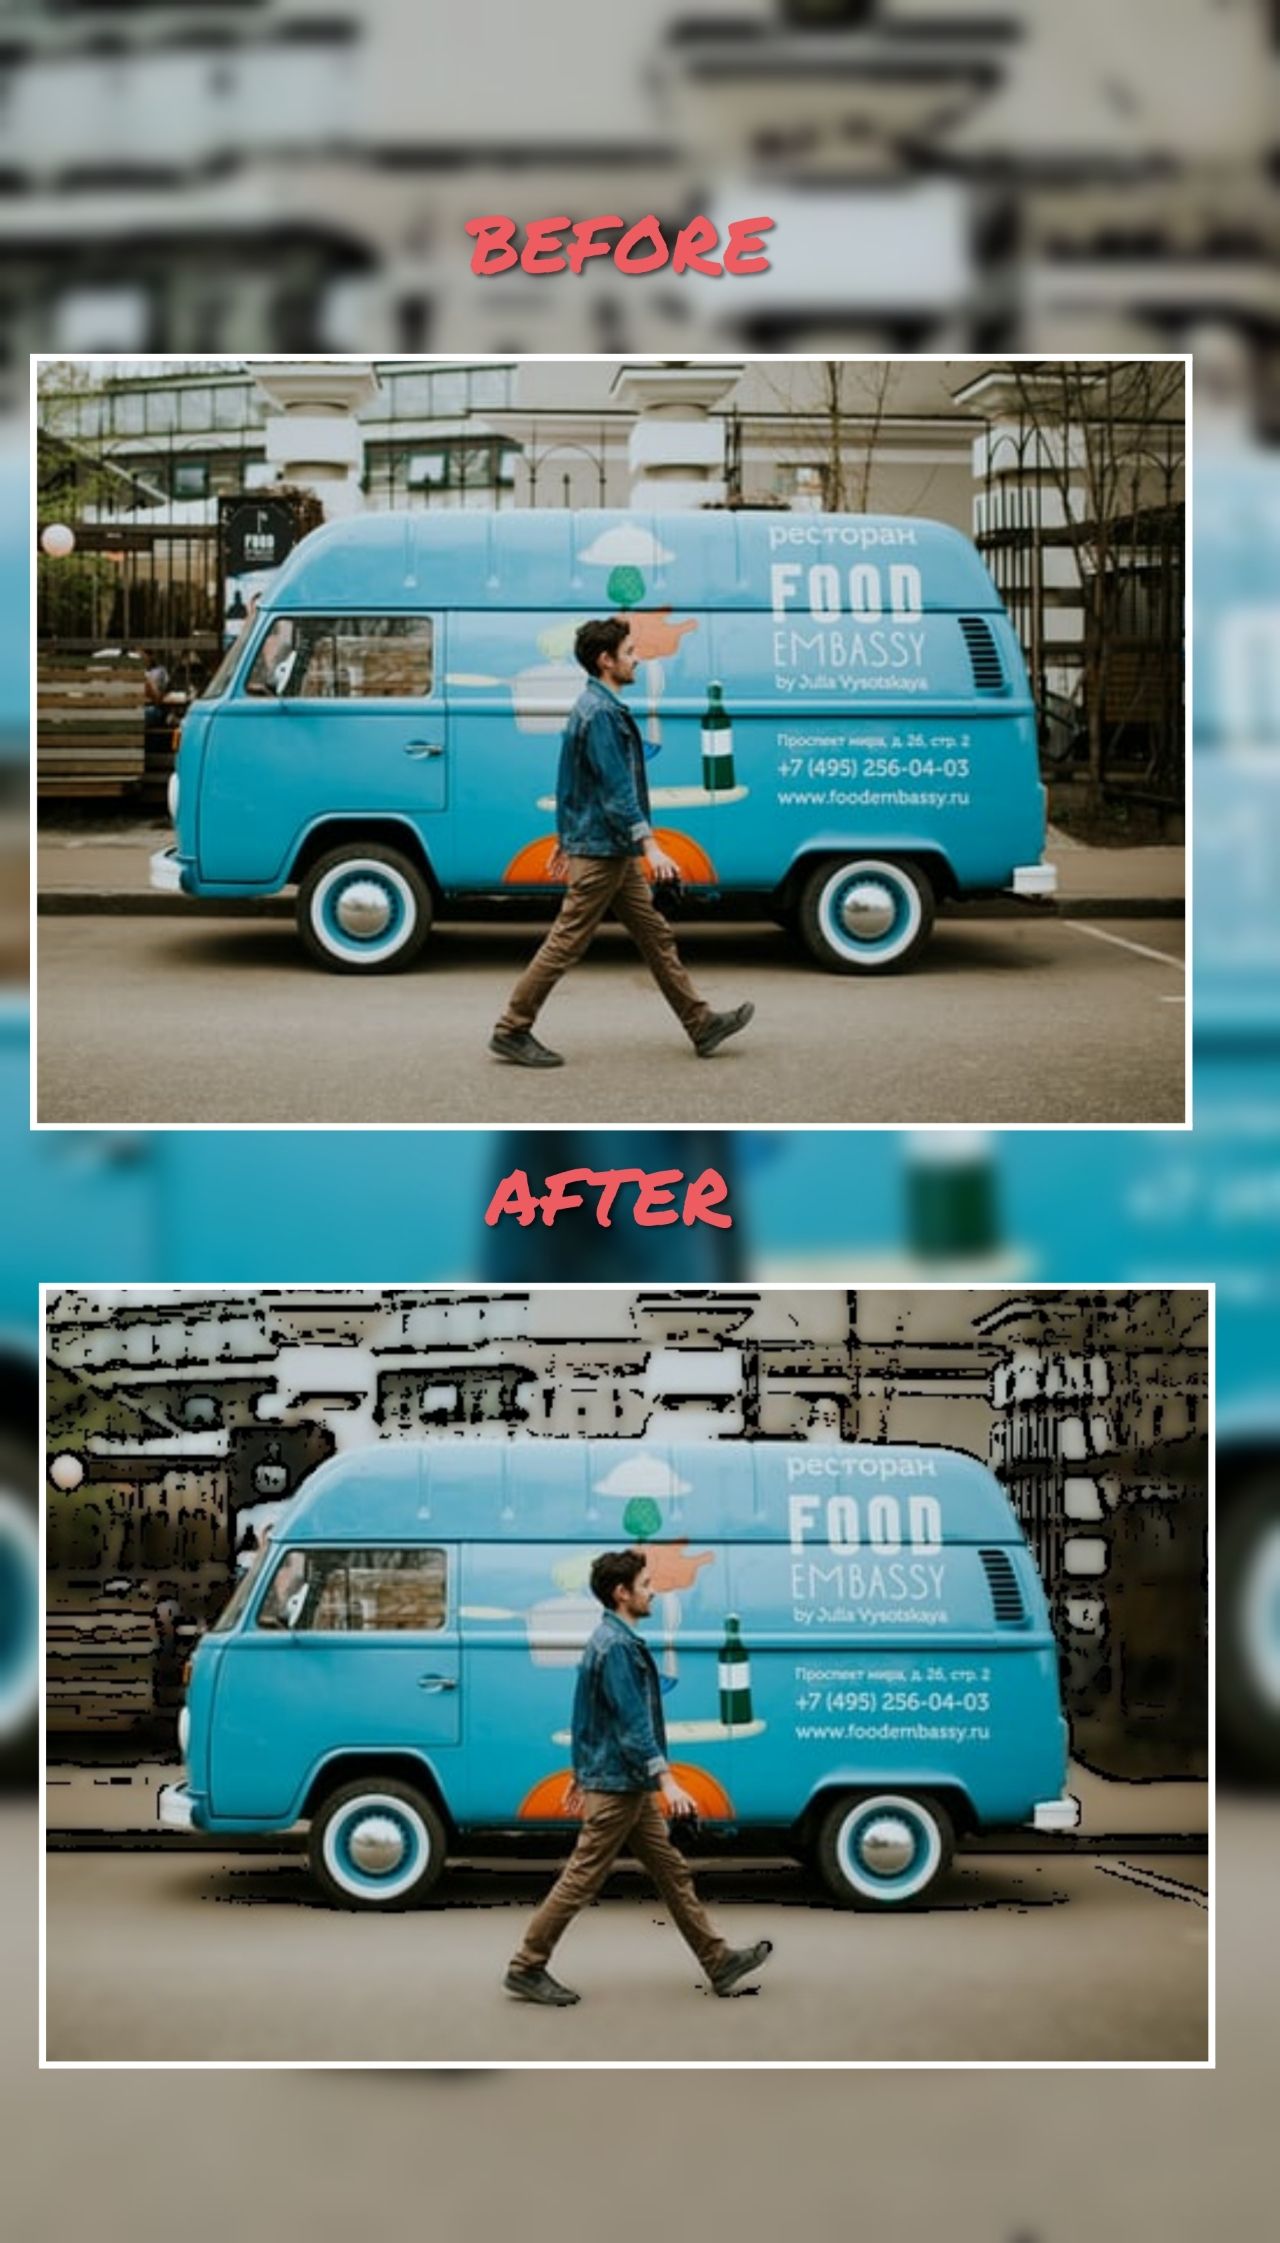 BEFORE
FOOD
ресторан
FOOD
EMBASSY
by Julia Vysotskaya
Проспект мира, д. 26, стр. 2
+7 (495) 256-04-03
www.foodembassy.ru
AFTER
ресторан
FOOD
EMBASSY
by Julia Vysotskaya
Проспект мира, д. 26, стр. 2
+7 (495) 256-04-03
www.foodembassy.ru